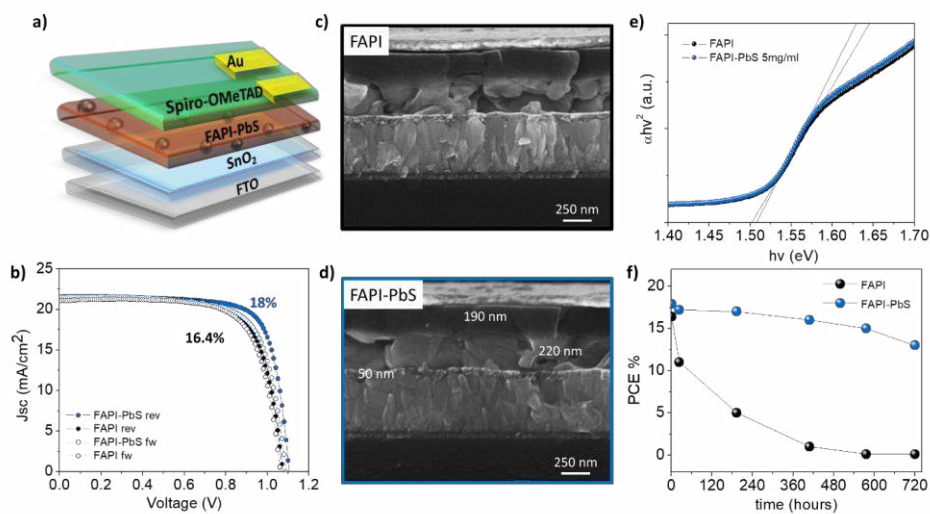 a)
Au
Spiro-OMeTAD
FAPI-PbS
SnO2
FTO
b)
25
20
15
10
5
0
Jsc (mA/cm2)
18%
16.4%
FAPI-PbS rev
FAPI rev
FAPI-PbS fw
FAPI fw
0.0 0.2 0.4 0.6 0.8 1.0 1.2
Voltage (V)
c)
FAPI
250 nm
d)
FAPI-PbS
190 nm
220 nm
50 nm
250 nm
e)
FAPI
FAPI-PbS 5mg/ml
αhν2 (a.u.)
1.40 1.45 1.50 1.55 1.60 1.65 1.70
hν (eV)
f)
FAPI
FAPI-PbS
20
15
10
5
0
PCE %
0 120 240 360 480 600 720
time (hours)